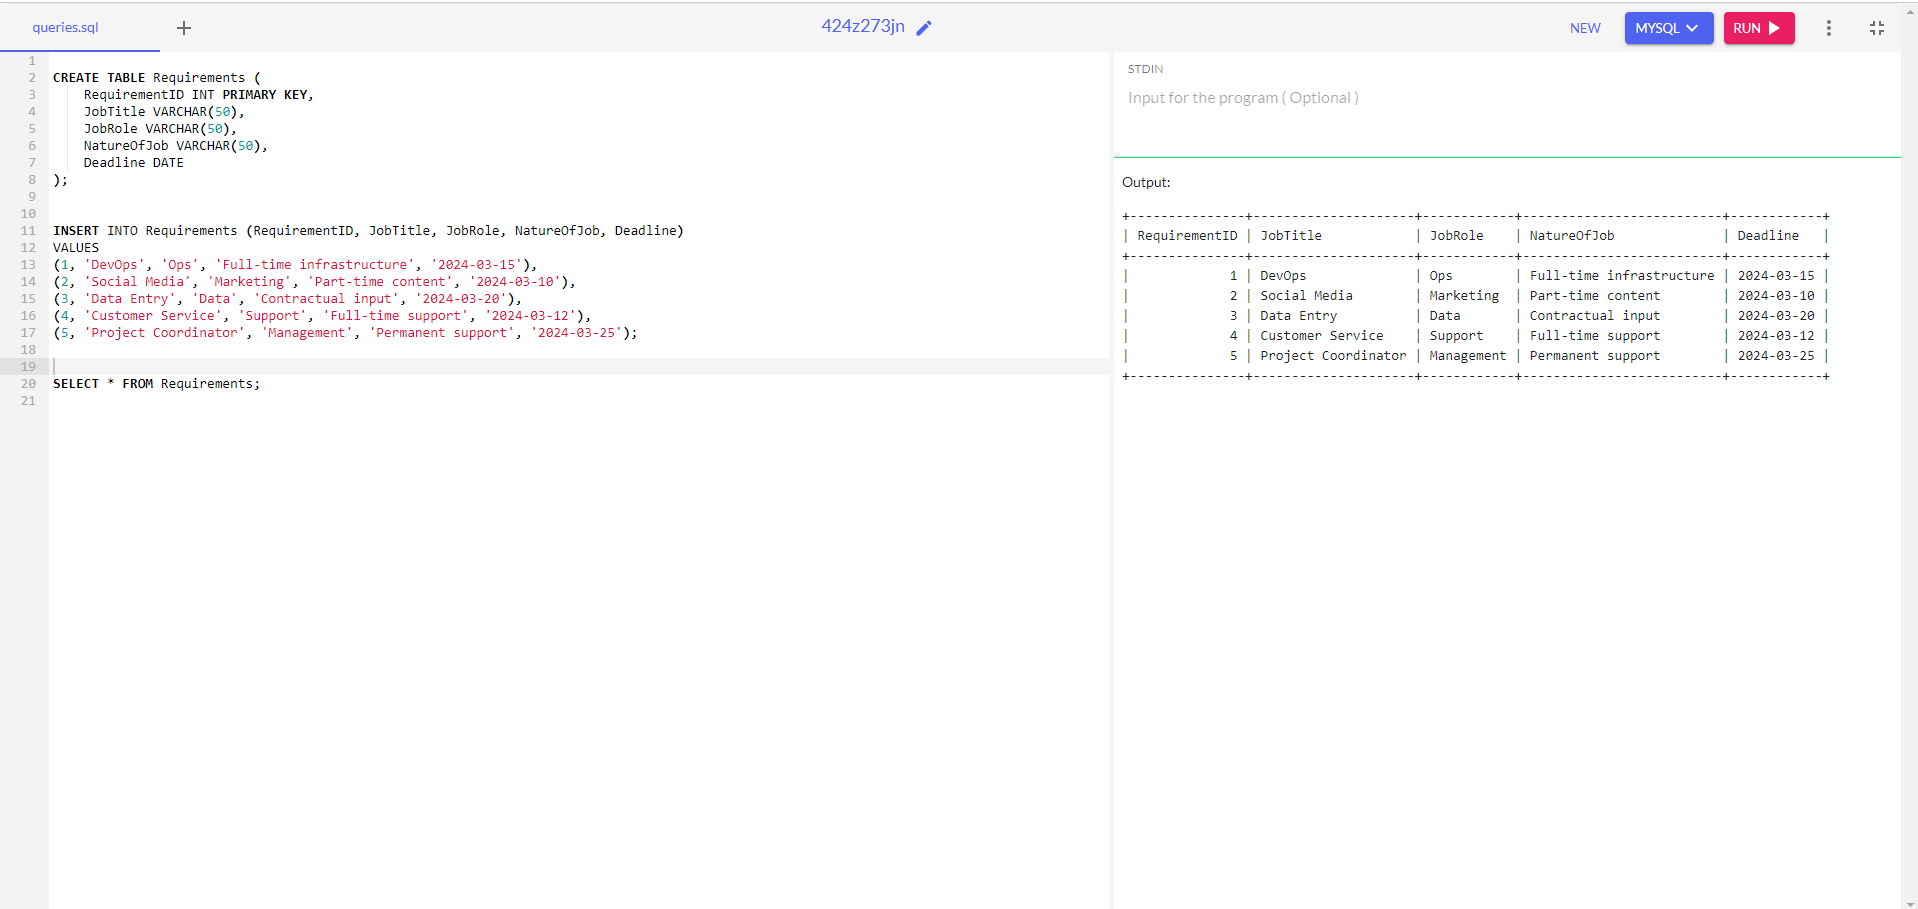 queries.sql + 424z273jn NEW MYSQL RUN
1
2 CREATE TABLE Requirements (
3     RequirementID INT PRIMARY KEY,
4     JobTitle VARCHAR(50),
5     JobRole VARCHAR(50),
6     NatureOfJob VARCHAR(50),
7     Deadline DATE
8 );
9
10
11 INSERT INTO Requirements (RequirementID, JobTitle, JobRole, NatureOfJob, Deadline)
12 VALUES
13 (1, 'DevOps', 'Ops', 'Full-time infrastructure', '2024-03-15'),
14 (2, 'Social Media', 'Marketing', 'Part-time content', '2024-03-10'),
15 (3, 'Data Entry', 'Data', 'Contractual input', '2024-03-20'),
16 (4, 'Customer Service', 'Support', 'Full-time support', '2024-03-12'),
17 (5, 'Project Coordinator', 'Management', 'Permanent support', '2024-03-25');
18
19
20 SELECT * FROM Requirements;
21
STDIN
Input for the program ( Optional )
Output:
+---------------+---------------------+------------+--------------------------+------------+
| RequirementID | JobTitle            | JobRole    | NatureOfJob              | Deadline   |
+---------------+---------------------+------------+--------------------------+------------+
|             1 | DevOps              | Ops        | Full-time infrastructure | 2024-03-15 |
|             2 | Social Media        | Marketing  | Part-time content        | 2024-03-10 |
|             3 | Data Entry          | Data       | Contractual input        | 2024-03-20 |
|             4 | Customer Service    | Support    | Full-time support        | 2024-03-12 |
|             5 | Project Coordinator | Management | Permanent support        | 2024-03-25 |
+---------------+---------------------+------------+--------------------------+------------+